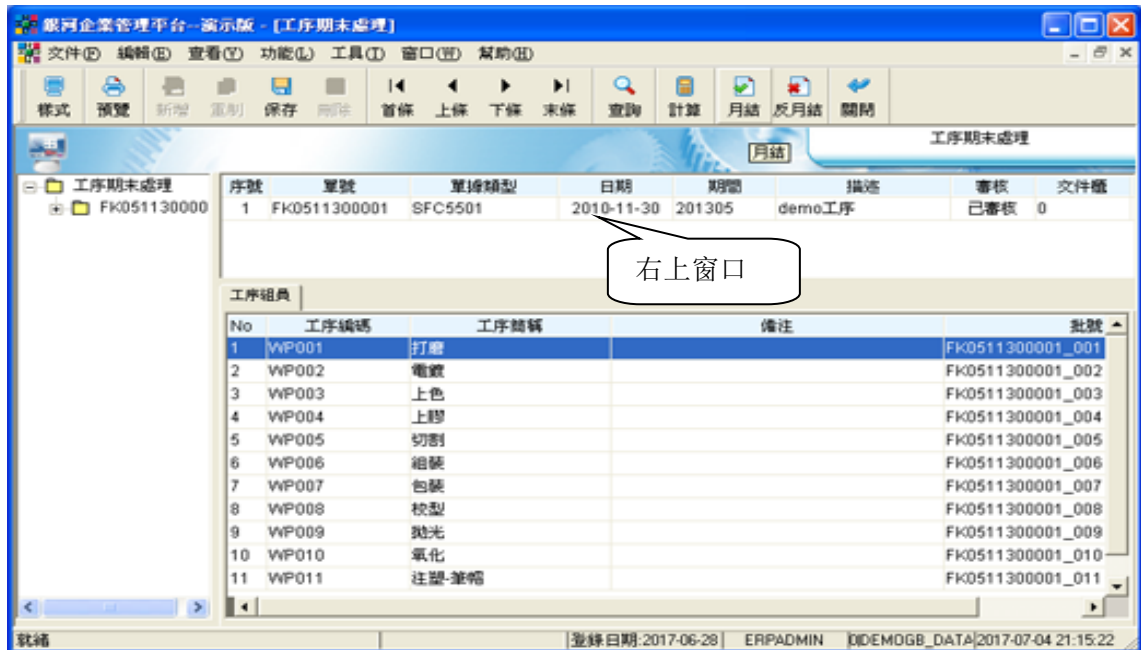 銀河企業管理平台--演示版 - [工序期末處理]
文件(F) 編輯(E) 查看(V) 功能(L) 工具(T) 窗口(W) 幫助(H)
樣式 預覽 新增 復制 保存 刪除 首條 上條 下條 末條 查詢 計算 月結 反月結 關閉
工序期末處理
月結
工序期末處理
FK051130000
序號 單號 單據類型 日期 期間 描述 審核 文件櫃
1 FK0511300001 SFC5501 2010-11-30 201305 demo工序 已審核 0
右上窗口
工序組員
No 工序編碼 工序簡稱 備注 批號
1 WP001 打磨 FK0511300001_001
2 WP002 電鍍 FK0511300001_002
3 WP003 上色 FK0511300001_003
4 WP004 上膠 FK0511300001_004
5 WP005 切割 FK0511300001_005
6 WP006 組裝 FK0511300001_006
7 WP007 包裝 FK0511300001_007
8 WP008 校型 FK0511300001_008
9 WP009 拋光 FK0511300001_009
10 WP010 氧化 FK0511300001_010
11 WP011 注塑-筆帽 FK0511300001_011
就緒 登錄日期:2017-06-28 ERPADMIN 0|DEMOGB_DATA 2017-07-04 21:15:22